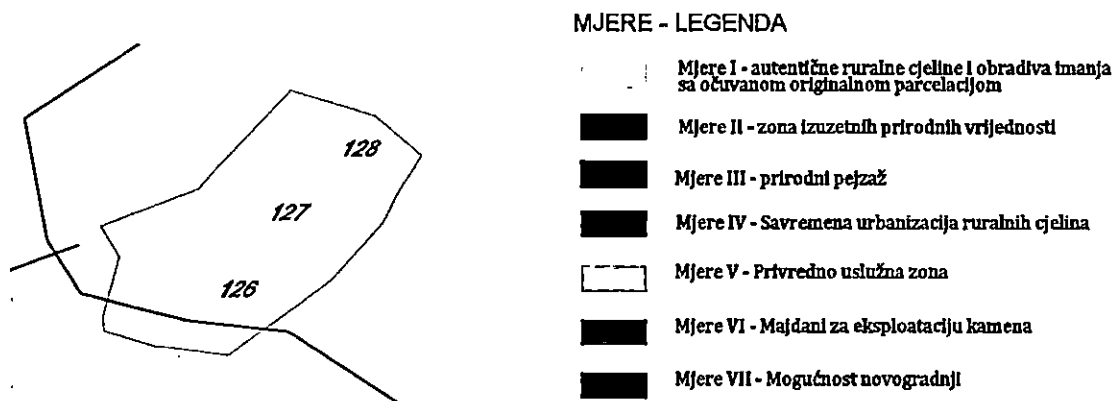 128
127
126
MJERE - LEGENDA
Mjere I - autentične ruralne cjeline i obradiva imanja
sa očuvanom originalnom parcelacijom
Mjere II - zona izuzetnih prirodnih vrijednosti
Mjere III - prirodni pejzaž
Mjere IV - Savremena urbanizacija ruralnih cjelina
Mjere V - Privredno uslužna zona
Mjere VI - Majdani za eksploataciju kamena
Mjere VII - Mogućnost novogradnji